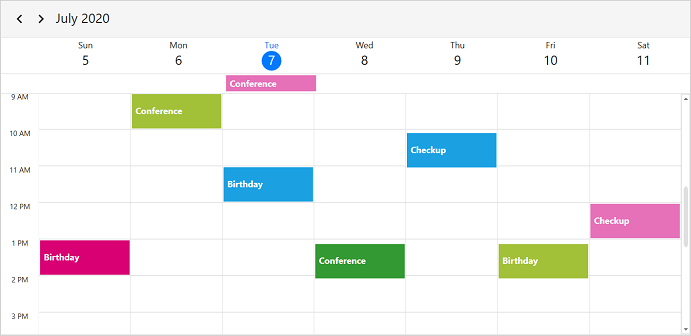 July 2020
Sun Mon Tue Wed Thu Fri Sat
5 6 7 8 9 10 11
Conference
9 AM
Conference
10 AM
Checkup
11 AM
Birthday
12 PM
Checkup
1 PM
Birthday Conference Birthday
2 PM
3 PM